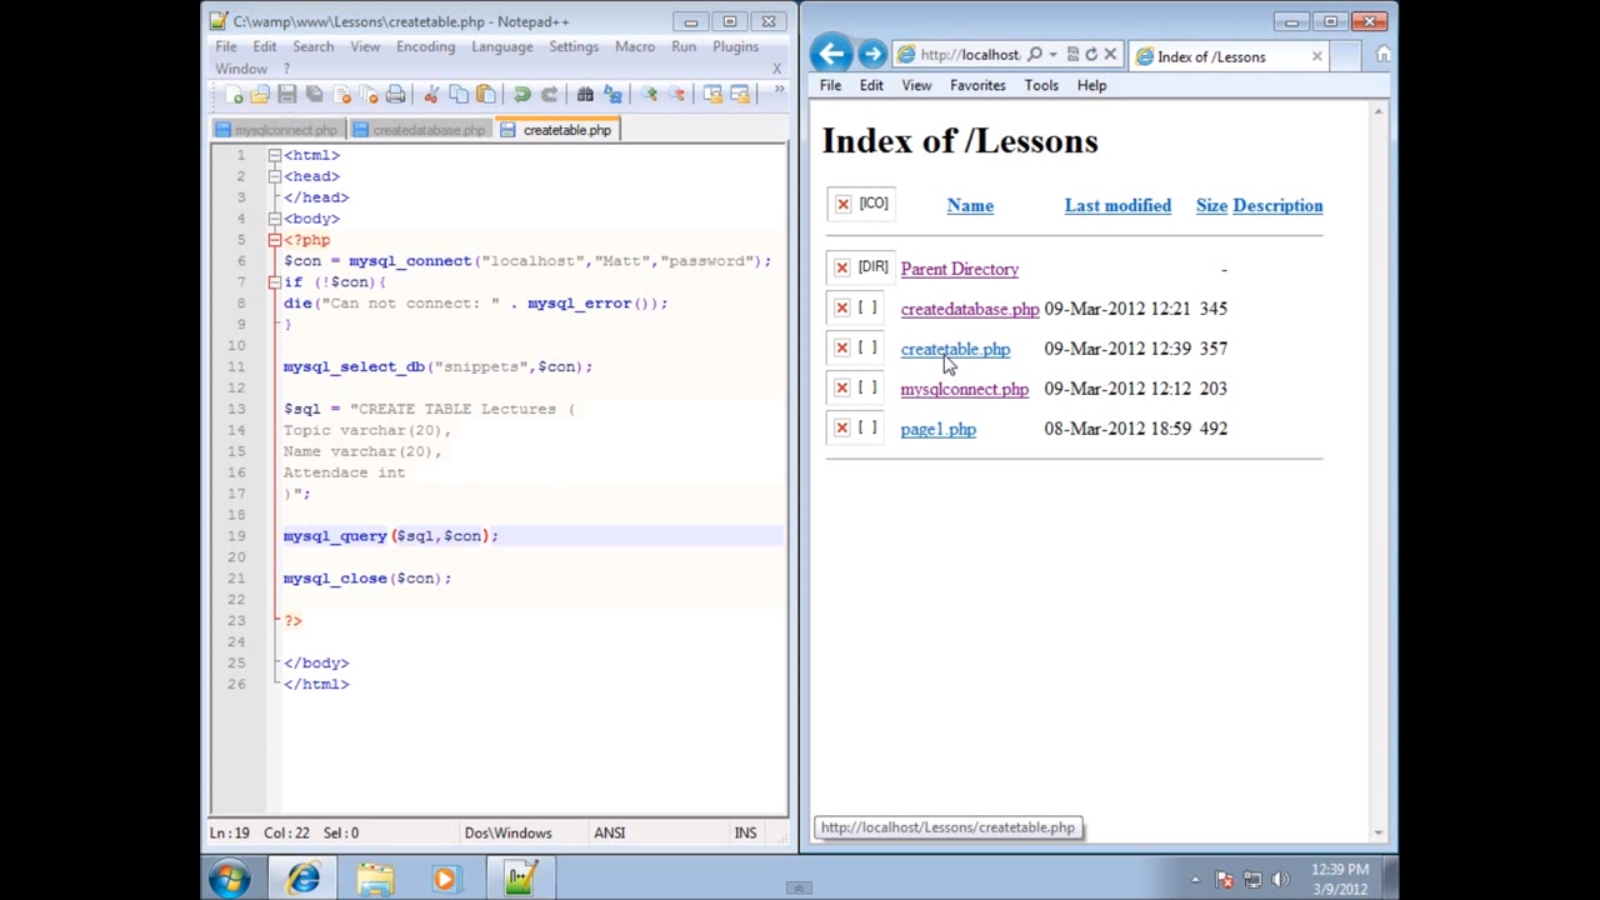 C:\wamp\www\Lessons\createtable.php - Notepad++
File Edit Search View Encoding Language Settings Macro Run Plugins
Window ? X
mysqlconnect.php createdatabase.php createtable.php
1 <html>
2 <head>
3 </head>
4 <body>
5 <?php
6 $con = mysql_connect("localhost","Matt","password");
7 if (!$con){
8 die("Can not connect: " . mysql_error());
9 }
10
11 mysql_select_db("snippets",$con);
12
13 $sql = "CREATE TABLE Lectures (
14 Topic varchar(20),
15 Name varchar(20),
16 Attendace int
17 )";
18
19 mysql_query($sql,$con);
20
21 mysql_close($con);
22
23 ?>
24
25 </body>
26 </html>
Ln:19 Col:22 Sel:0 Dos\Windows ANSI INS
http://localhost. Index of /Lessons
File Edit View Favorites Tools Help
Index of /Lessons
[ICO] Name Last modified Size Description
[DIR] Parent Directory -
[ ] createdatabase.php 09-Mar-2012 12:21 345
[ ] createtable.php 09-Mar-2012 12:39 357
[ ] mysqlconnect.php 09-Mar-2012 12:12 203
[ ] page1.php 08-Mar-2012 18:59 492
http://localhost/Lessons/createtable.php
12:39 PM
3/9/2012